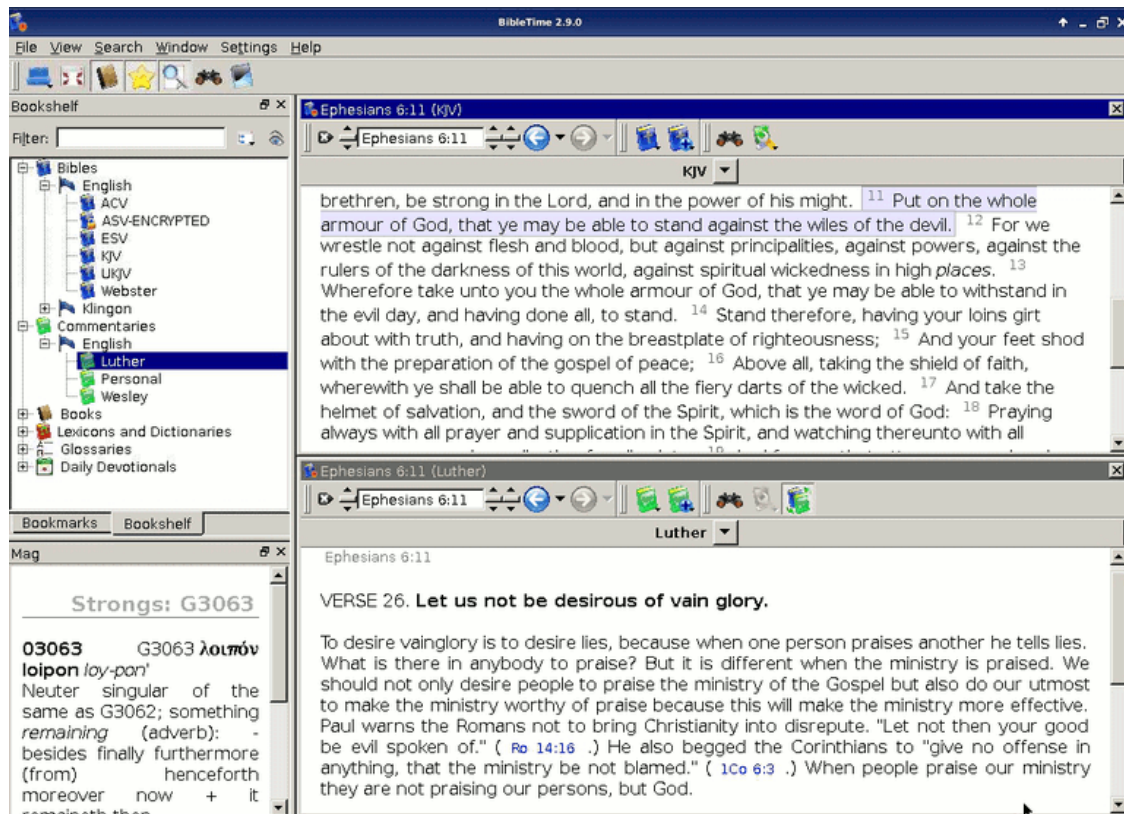 BibleTime 2.9.0
File View Search Window Settings Help
Bookshelf
Filter:
Bibles
English
ACV
ASV-ENCRYPTED
ESV
KJV
UKJV
Webster
Klingon
Commentaries
English
Luther
Personal
Wesley
Books
Lexicons and Dictionaries
Glossaries
Daily Devotionals
Bookmarks Bookshelf
Mag
Strongs: G3063
03063 G3063 λοιπόν
loipon loy-pon'
Neuter singular of the
same as G3062; something
remaining (adverb): -
besides finally furthermore
(from) henceforth
moreover now + it
Ephesians 6:11 (KJV)
Ephesians 6:11
KJV
brethren, be strong in the Lord, and in the power of his might. 11 Put on the whole
armour of God, that ye may be able to stand against the wiles of the devil. 12 For we
wrestle not against flesh and blood, but against principalities, against powers, against the
rulers of the darkness of this world, against spiritual wickedness in high places. 13
Wherefore take unto you the whole armour of God, that ye may be able to withstand in
the evil day, and having done all, to stand. 14 Stand therefore, having your loins girt
about with truth, and having on the breastplate of righteousness; 15 And your feet shod
with the preparation of the gospel of peace; 16 Above all, taking the shield of faith,
wherewith ye shall be able to quench all the fiery darts of the wicked. 17 And take the
helmet of salvation, and the sword of the Spirit, which is the word of God: 18 Praying
always with all prayer and supplication in the Spirit, and watching thereunto with all
Ephesians 6:11 (Luther)
Ephesians 6:11
Luther
Ephesians 6:11
VERSE 26. Let us not be desirous of vain glory.
To desire vainglory is to desire lies, because when one person praises another he tells lies.
What is there in anybody to praise? But it is different when the ministry is praised. We
should not only desire people to praise the ministry of the Gospel but also do our utmost
to make the ministry worthy of praise because this will make the ministry more effective.
Paul warns the Romans not to bring Christianity into disrepute. "Let not then your good
be evil spoken of." ( Ro 14:16 .) He also begged the Corinthians to "give no offense in
anything, that the ministry be not blamed." ( 1Co 6:3 .) When people praise our ministry
they are not praising our persons, but God.